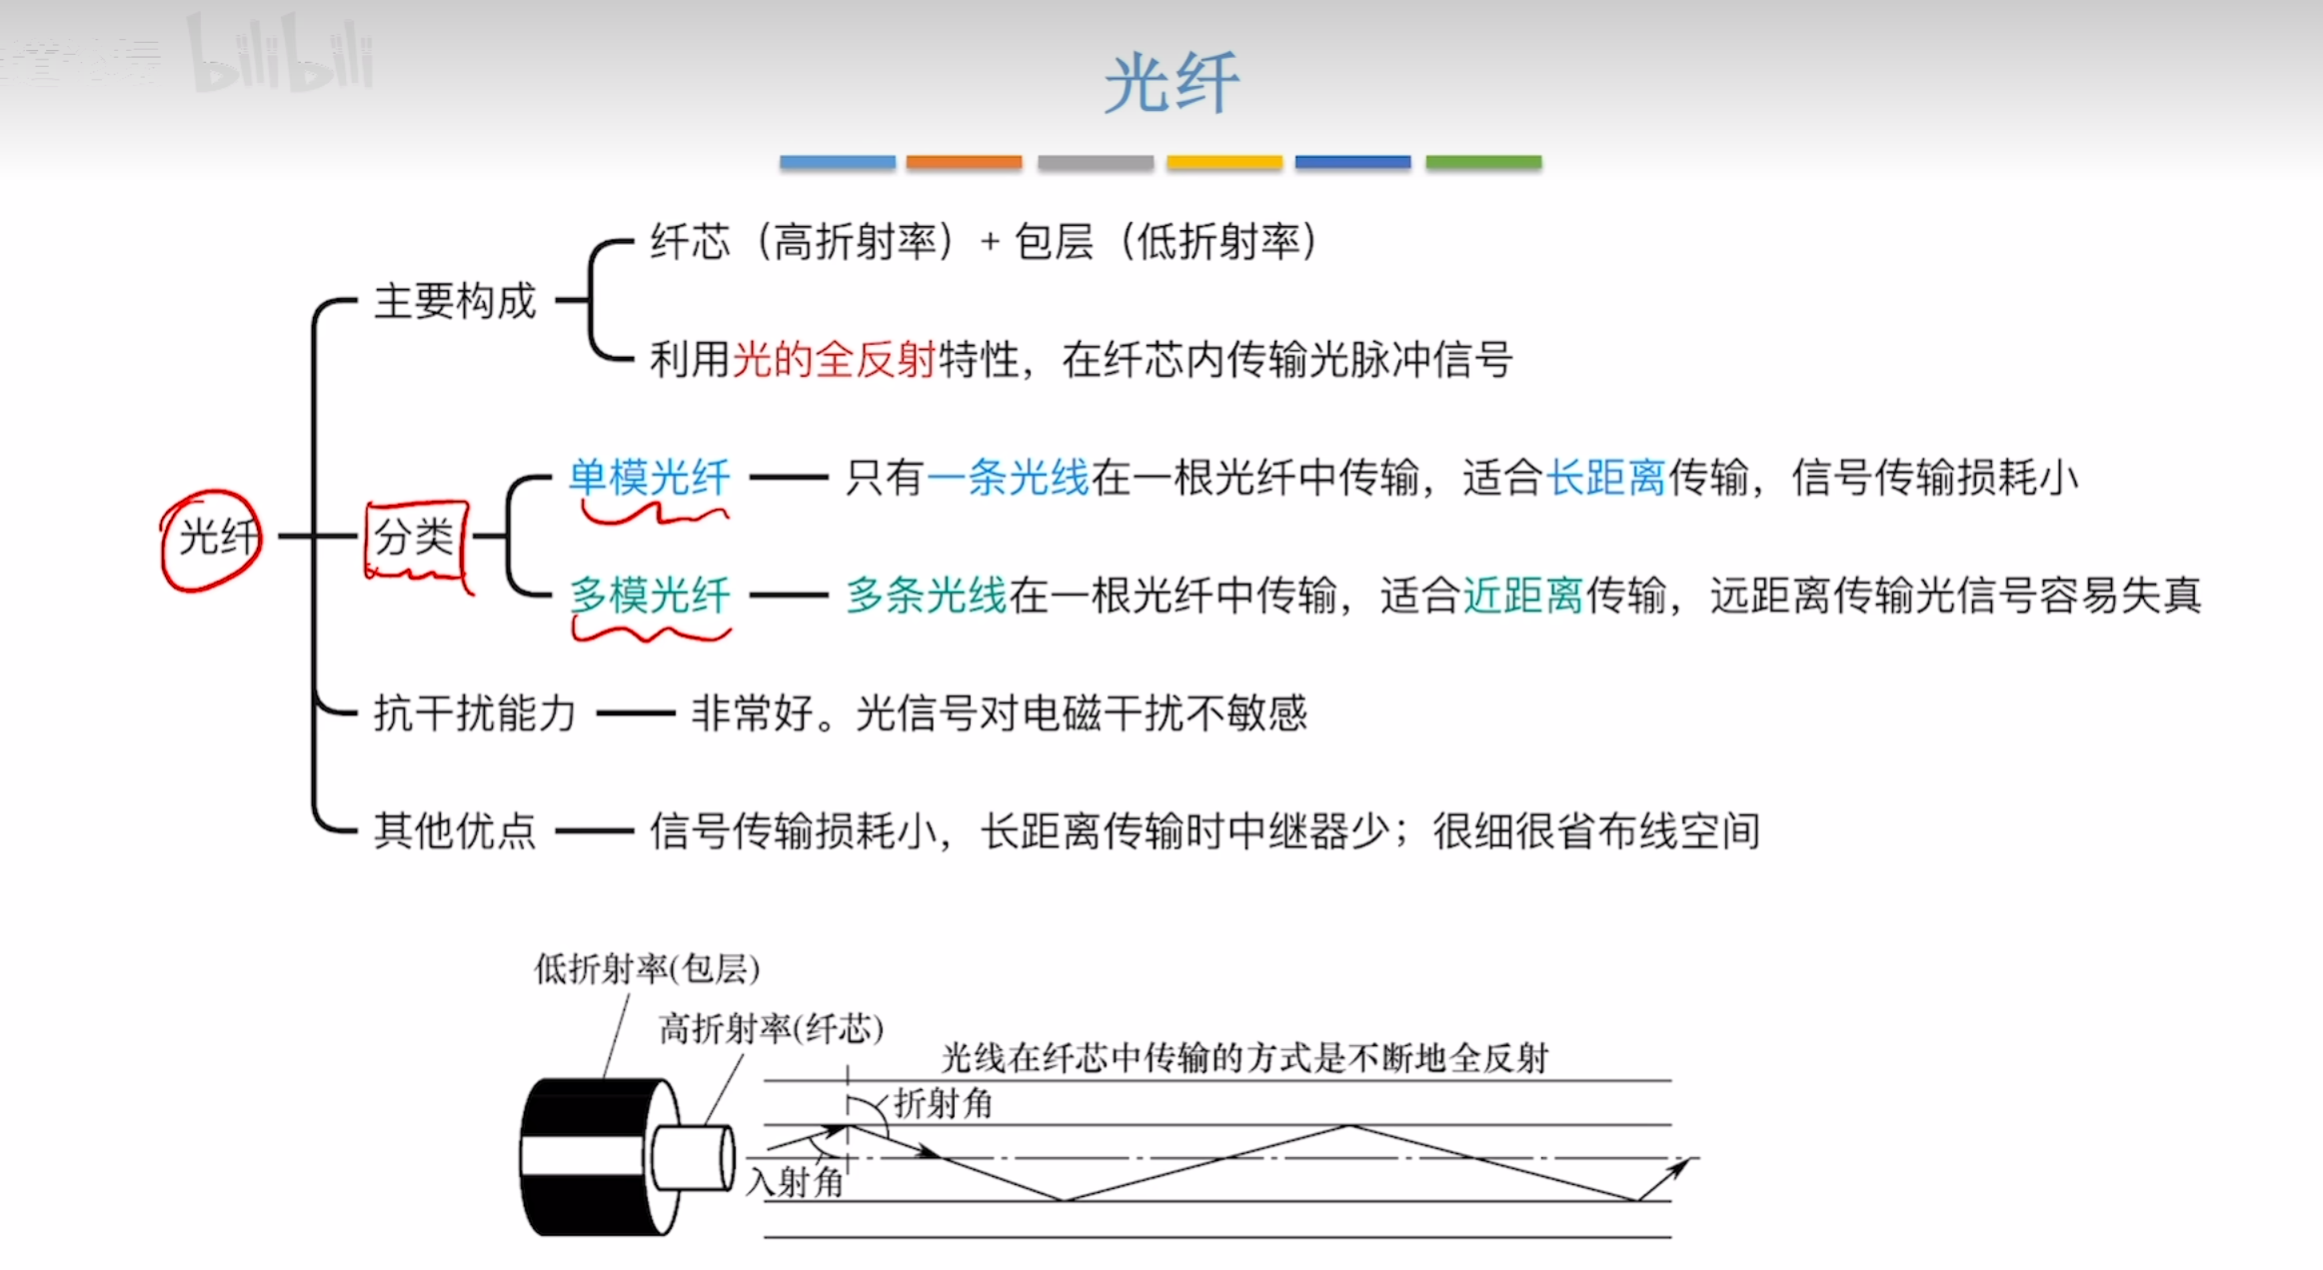 bilibili
光纤
纤芯（高折射率）+ 包层（低折射率）
主要构成
利用光的全反射特性，在纤芯内传输光脉冲信号
单模光纤
只有一条光线在一根光纤中传输，适合长距离传输，信号传输损耗小
光纤
分类
多模光纤
多条光线在一根光纤中传输，适合近距离传输，远距离传输光信号容易失真
抗干扰能力
非常好。光信号对电磁干扰不敏感
其他优点
信号传输损耗小，长距离传输时中继器少；很细很省布线空间
低折射率(包层)
高折射率(纤芯)
光线在纤芯中传输的方式是不断地全反射
折射角
入射角